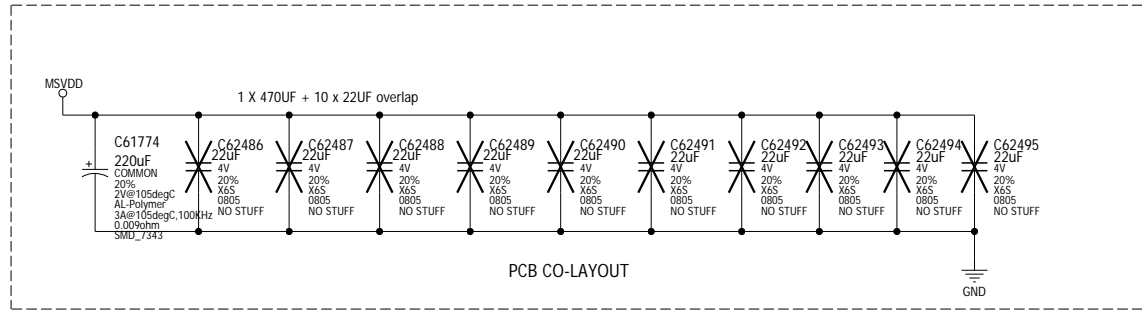 MSVDD
1 X 470UF + 10 x 22UF overlap
C61774
220uF
COMMON
20%
2V@105degC
AL-Polymer
3A@105degC,100KHz
0.009ohm
SMD_7343
+
C62486
22uF
4V
20%
X6S
0805
NO STUFF
C62487
22uF
4V
20%
X6S
0805
NO STUFF
C62488
22uF
4V
20%
X6S
0805
NO STUFF
C62489
22uF
4V
20%
X6S
0805
NO STUFF
C62490
22uF
4V
20%
X6S
0805
NO STUFF
C62491
22uF
4V
20%
X6S
0805
NO STUFF
C62492
22uF
4V
20%
X6S
0805
NO STUFF
C62493
22uF
4V
20%
X6S
0805
NO STUFF
C62494
22uF
4V
20%
X6S
0805
NO STUFF
C62495
22uF
4V
20%
X6S
0805
NO STUFF
PCB CO-LAYOUT
GND